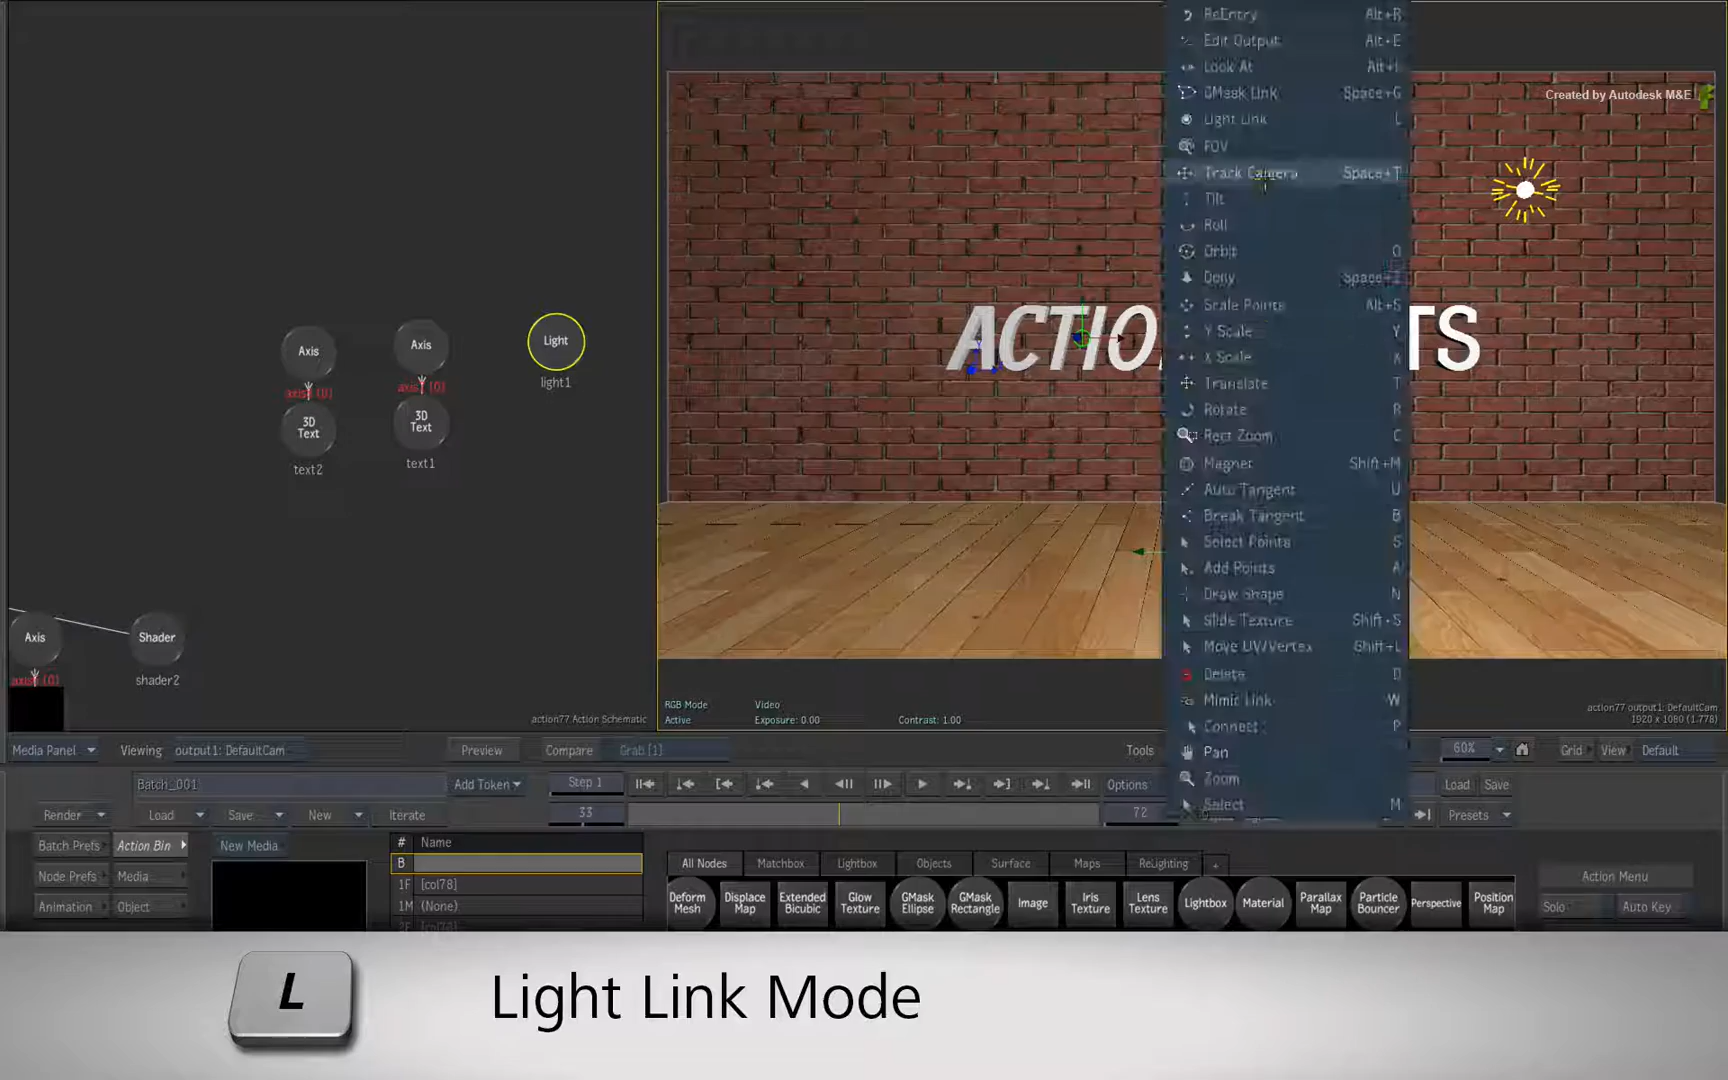 ReEntry Alt+R
Edit Output Alt+E
Look At
GMask Link Space+G
Light Link L
FOV
Track Camera Space+T
Tilt
Roll
Orbit O
Scale Points Alt+S
Y Scale Y
X Scale X
Translate T
Rotate R
Rect Zoom C
Magnet Shift+M
Auto Tangent U
Break Tangent B
Select Points S
Add Points A
Draw Shape N
Slide Texture Shift+S
Move UV/Vertex Shift+L
Delete D
Mimic Link W
Connect P
Pan
Zoom
Select M
Created by Autodesk M&E
ACTIO TS
Axis
Axis
Light
light1
axis1 (0)
3D Text
3D Text
text2
text1
Axis
Shader
shader2
action77 Action Schematic
RGB Mode Video
Active Exposure: 0.00 Contrast: 1.00
action77 output1: DefaultCam
1920 x 1080 (1.778)
Media Panel Viewing output1: DefaultCam Preview Compare Grab [1] Tools 60% Grid View Default
Batch_001 Add Token Step 1 Options Load Save
Render Load Save New Iterate 33 72 Presets
Batch Prefs Action Bin New Media # Name
Node Prefs Media
Animation Object
B
1F [col78]
1M (None)
All Nodes Matchbox Lightbox Objects Surface Maps Relighting +
Deform Mesh
Displace Map
Extended Bicubic
Glow Texture
GMask Ellipse
GMask Rectangle
Image
Iris Texture
Lens Texture
Lightbox
Material
Parallax Map
Particle Bouncer
Perspective
Position Map
Action Menu
Solo Auto Key
L Light Link Mode